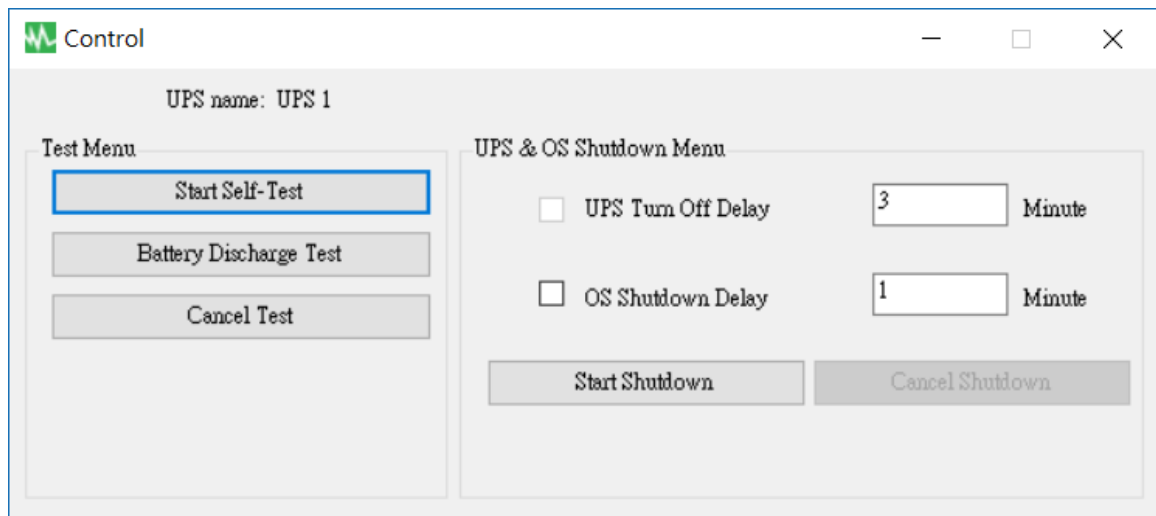 Control
UPS name: UPS 1
Test Menu
Start Self-Test
Battery Discharge Test
Cancel Test
UPS & OS Shutdown Menu
UPS Turn Off Delay 3 Minute
OS Shutdown Delay 1 Minute
Start Shutdown Cancel Shutdown